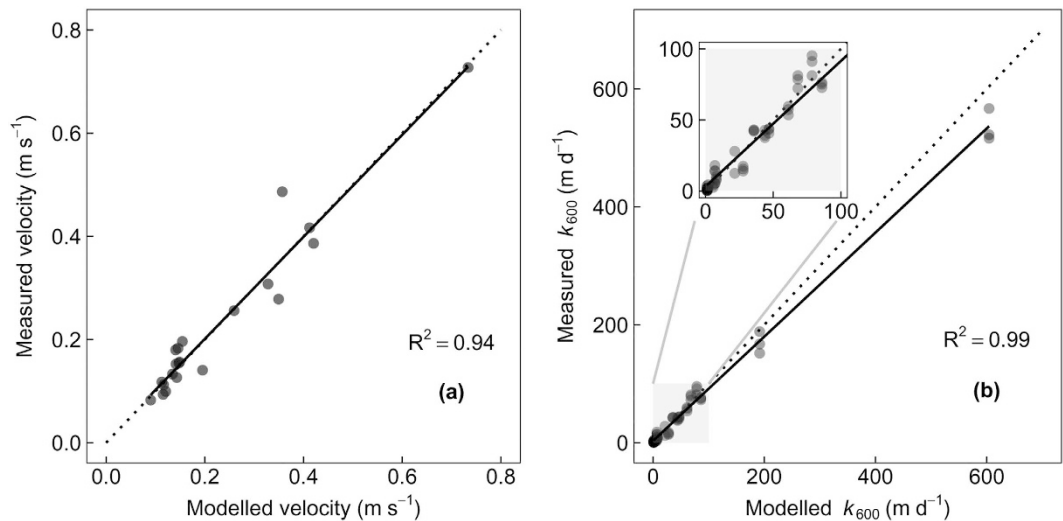 0.8
0.6
0.4
0.2
0.0
Measured velocity (m s⁻¹)
0.0 0.2 0.4 0.6 0.8
Modelled velocity (m s⁻¹)
R² = 0.94
(a)
600
400
200
0
Measured k₆₀₀ (m d⁻¹)
0 200 400 600
Modelled k₆₀₀ (m d⁻¹)
100
50
0
0 50 100
R² = 0.99
(b)